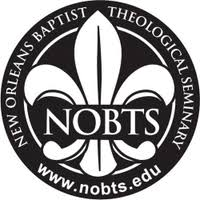 NEW ORLEANS BAPTIST THEOLOGICAL SEMINARY
NOBTS
www.nobts.edu